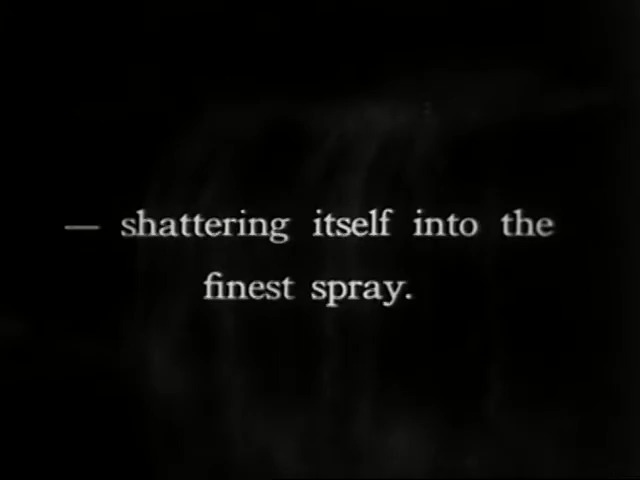 — shattering itself into the
finest spray.